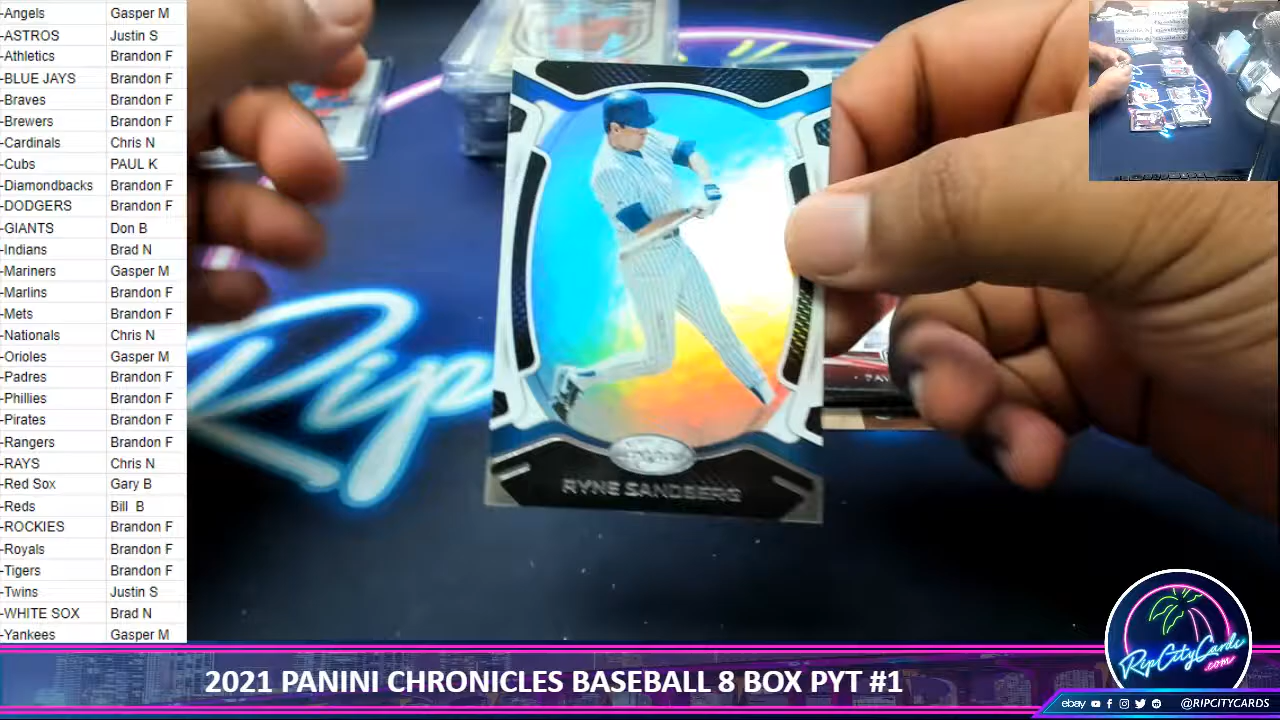 -Angels Gasper M
-ASTROS Justin S
-Athletics Brandon F
-BLUE JAYS Brandon F
-Braves Brandon F
-Brewers Brandon F
-Cardinals Chris N
-Cubs PAUL K
-Diamondbacks Brandon F
-DODGERS Brandon F
-GIANTS Don B
-Indians Brad N
-Mariners Gasper M
-Marlins Brandon F
-Mets Brandon F
-Nationals Chris N
-Orioles Gasper M
-Padres Brandon F
-Phillies Brandon F
-Pirates Brandon F
-Rangers Brandon F
-RAYS Chris N
-Red Sox Gary B
-Reds Bill B
-ROCKIES Brandon F
-Royals Brandon F
-Tigers Brandon F
-Twins Justin S
-WHITE SOX Brad N
-Yankees Gasper M
RYNE SANDBERG
Rip
RipCityCards
.com
2021 PANINI CHRONICLES BASEBALL 8 BOX PYT #1
ebay @RIPCITYCARDS